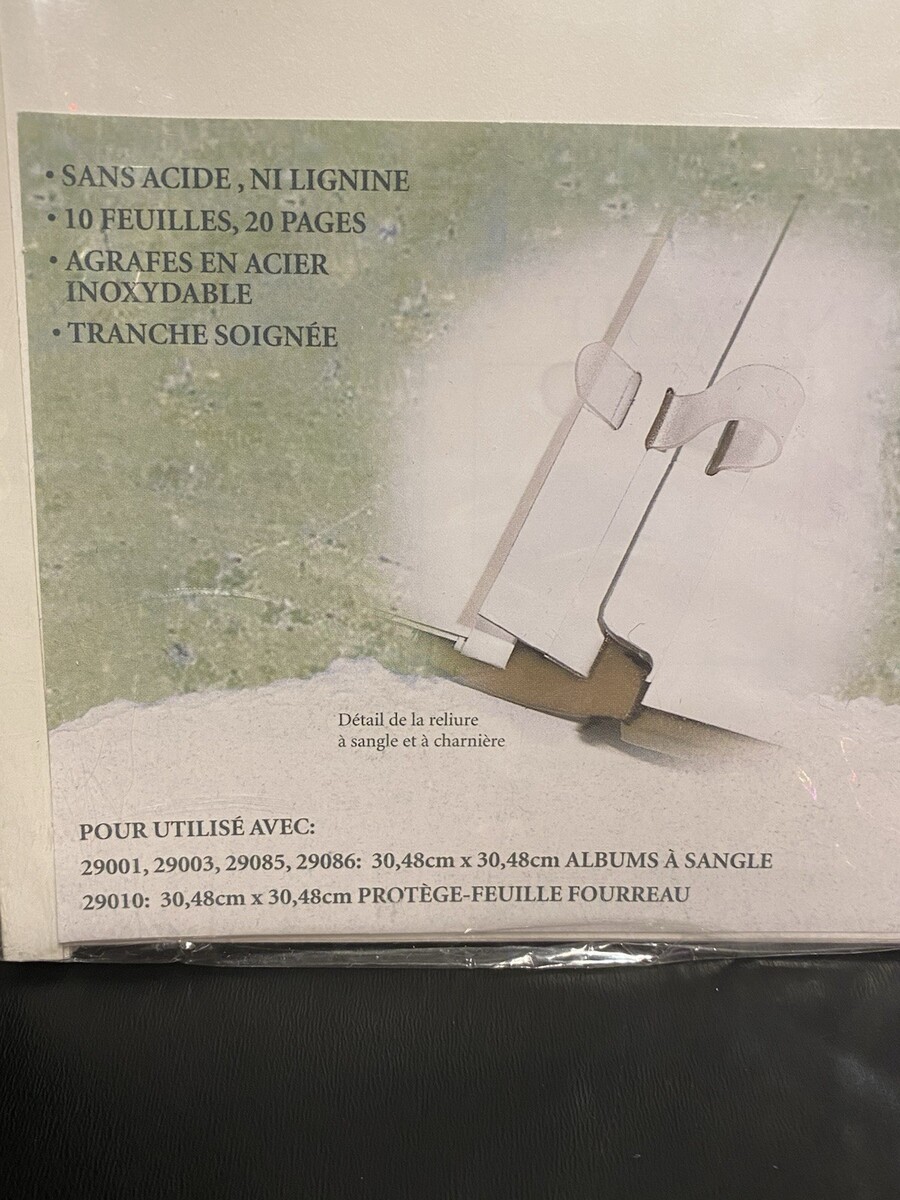 • SANS ACIDE , NI LIGNINE
• 10 FEUILLES, 20 PAGES
• AGRAFES EN ACIER
INOXYDABLE
• TRANCHE SOIGNÉE
Détail de la reliure
à sangle et à charnière
POUR UTILISÉ AVEC:
29001, 29003, 29085, 29086: 30,48cm x 30,48cm ALBUMS À SANGLE
29010: 30,48cm x 30,48cm PROTÈGE-FEUILLE FOURREAU